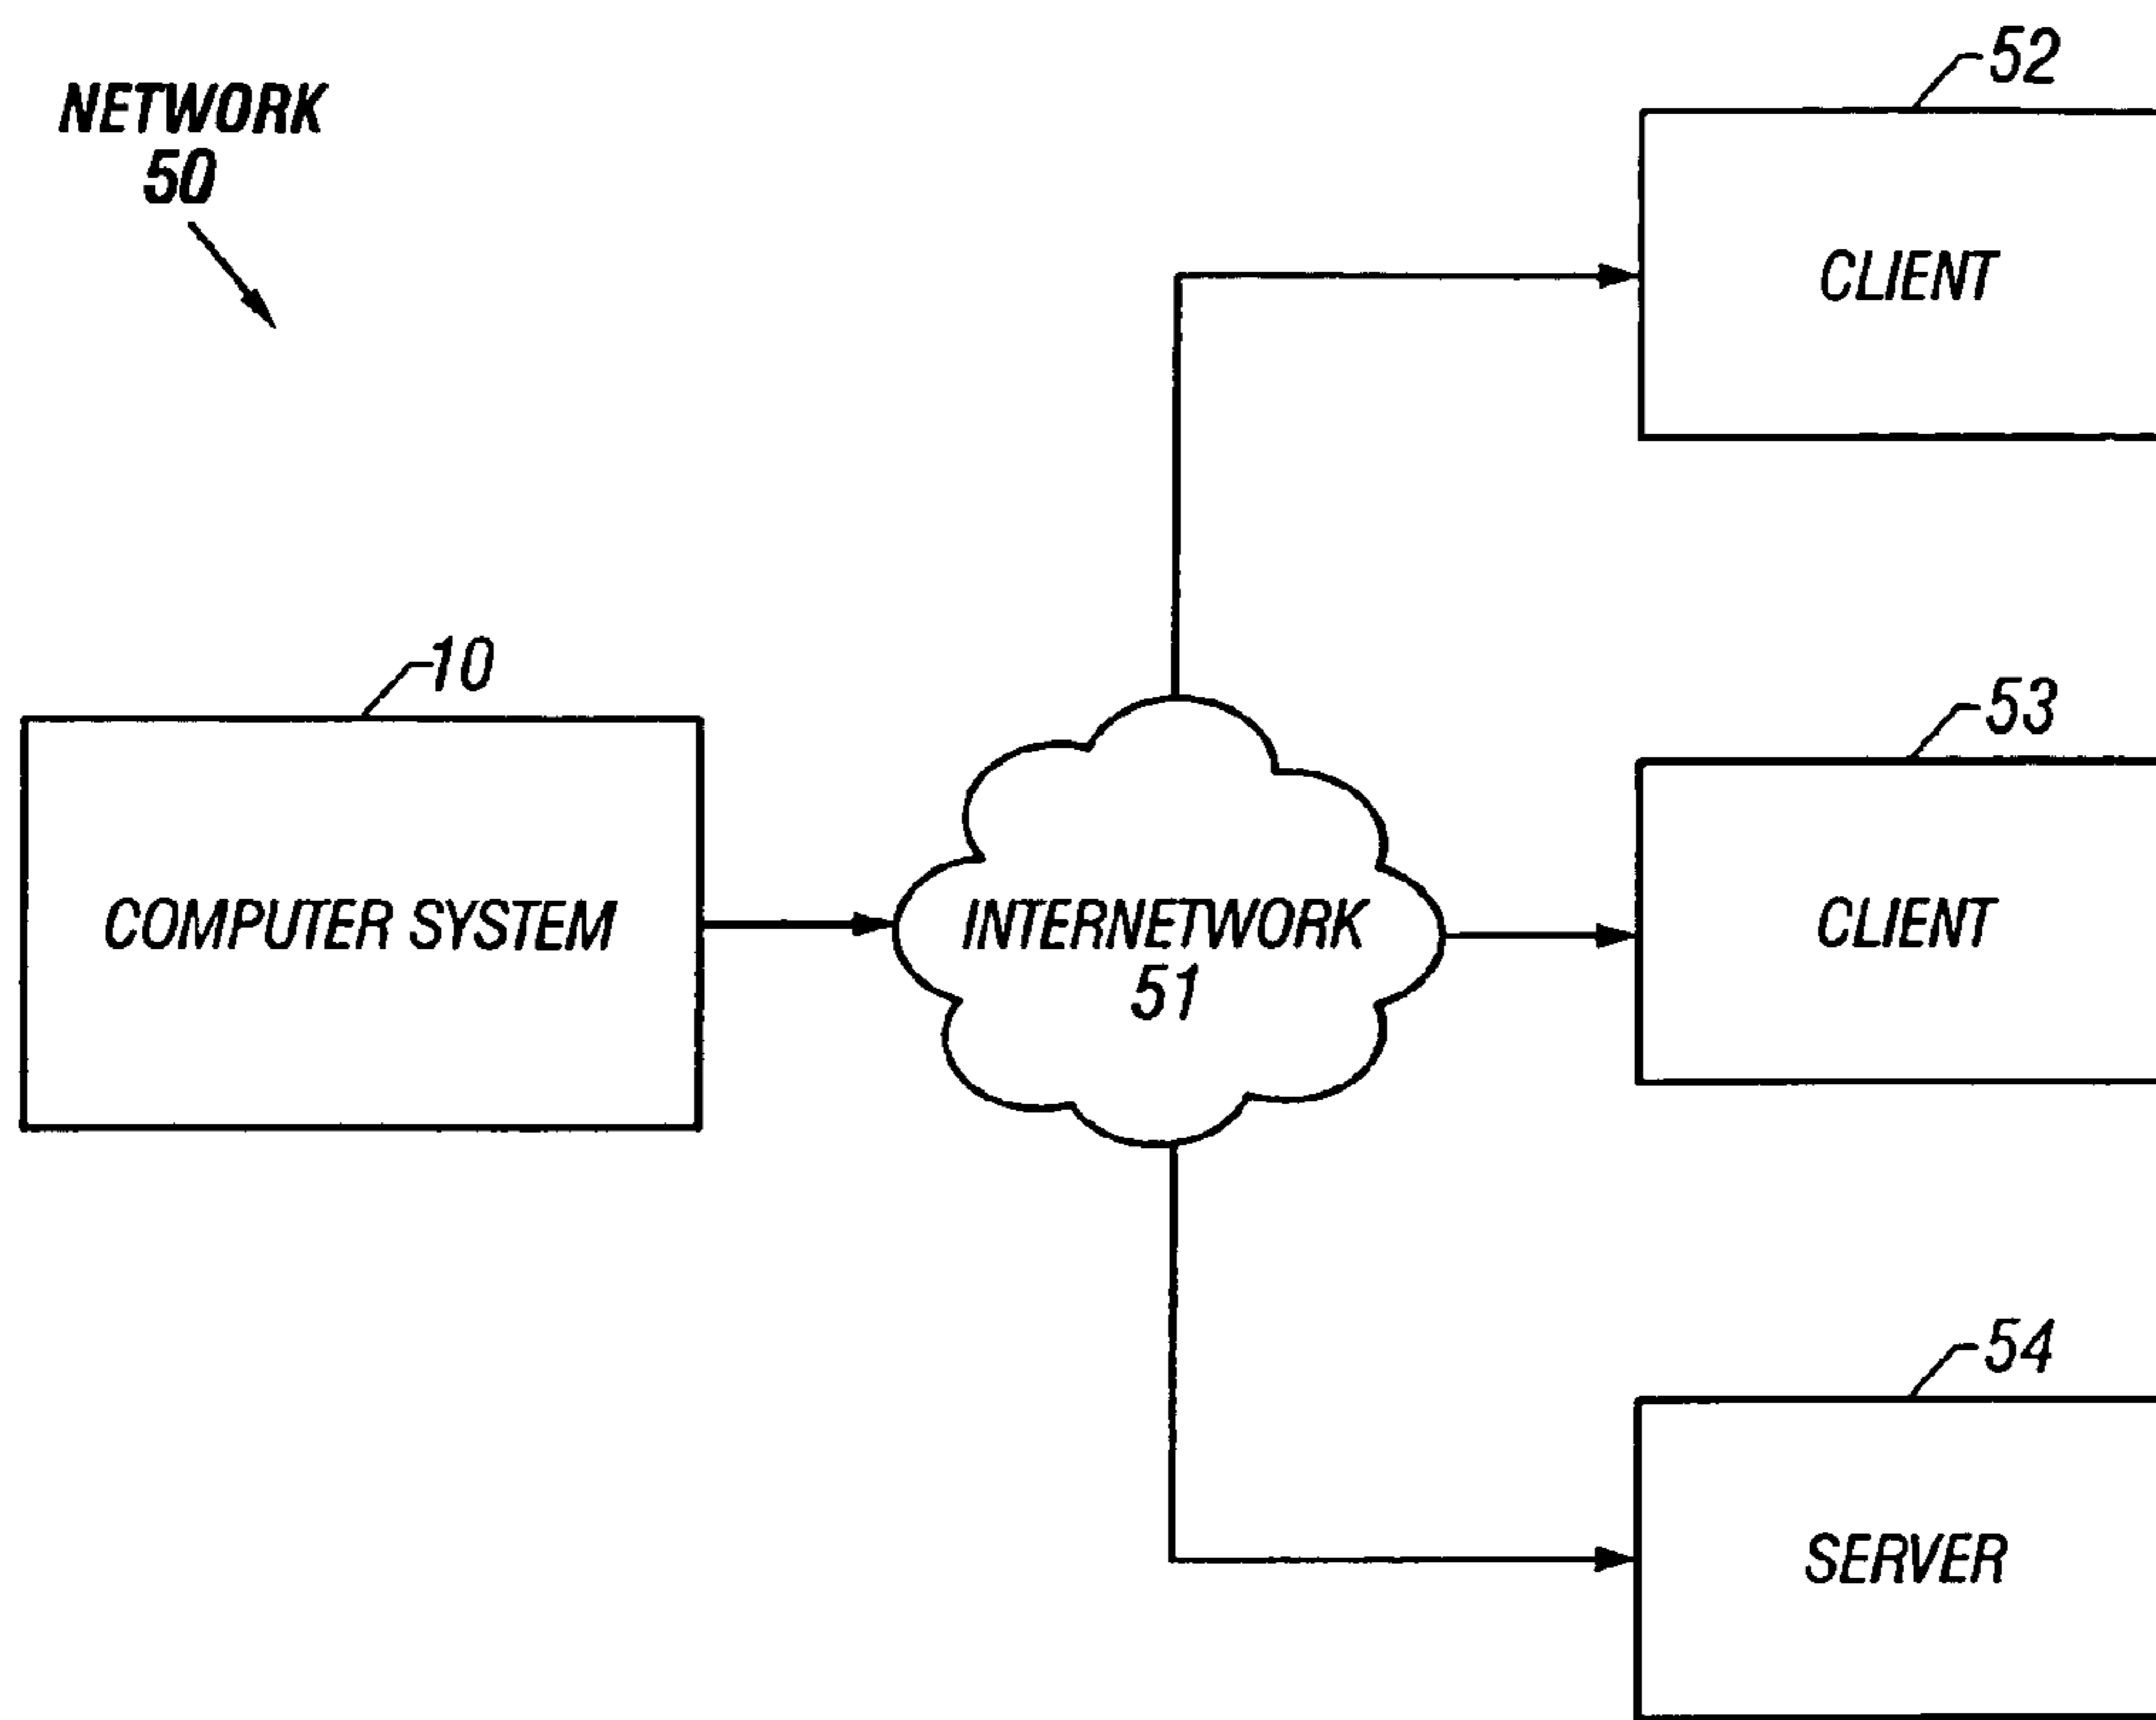 NETWORK
50
52
CLIENT
10
COMPUTER SYSTEM
INTERNETWORK
51
53
CLIENT
54
SERVER